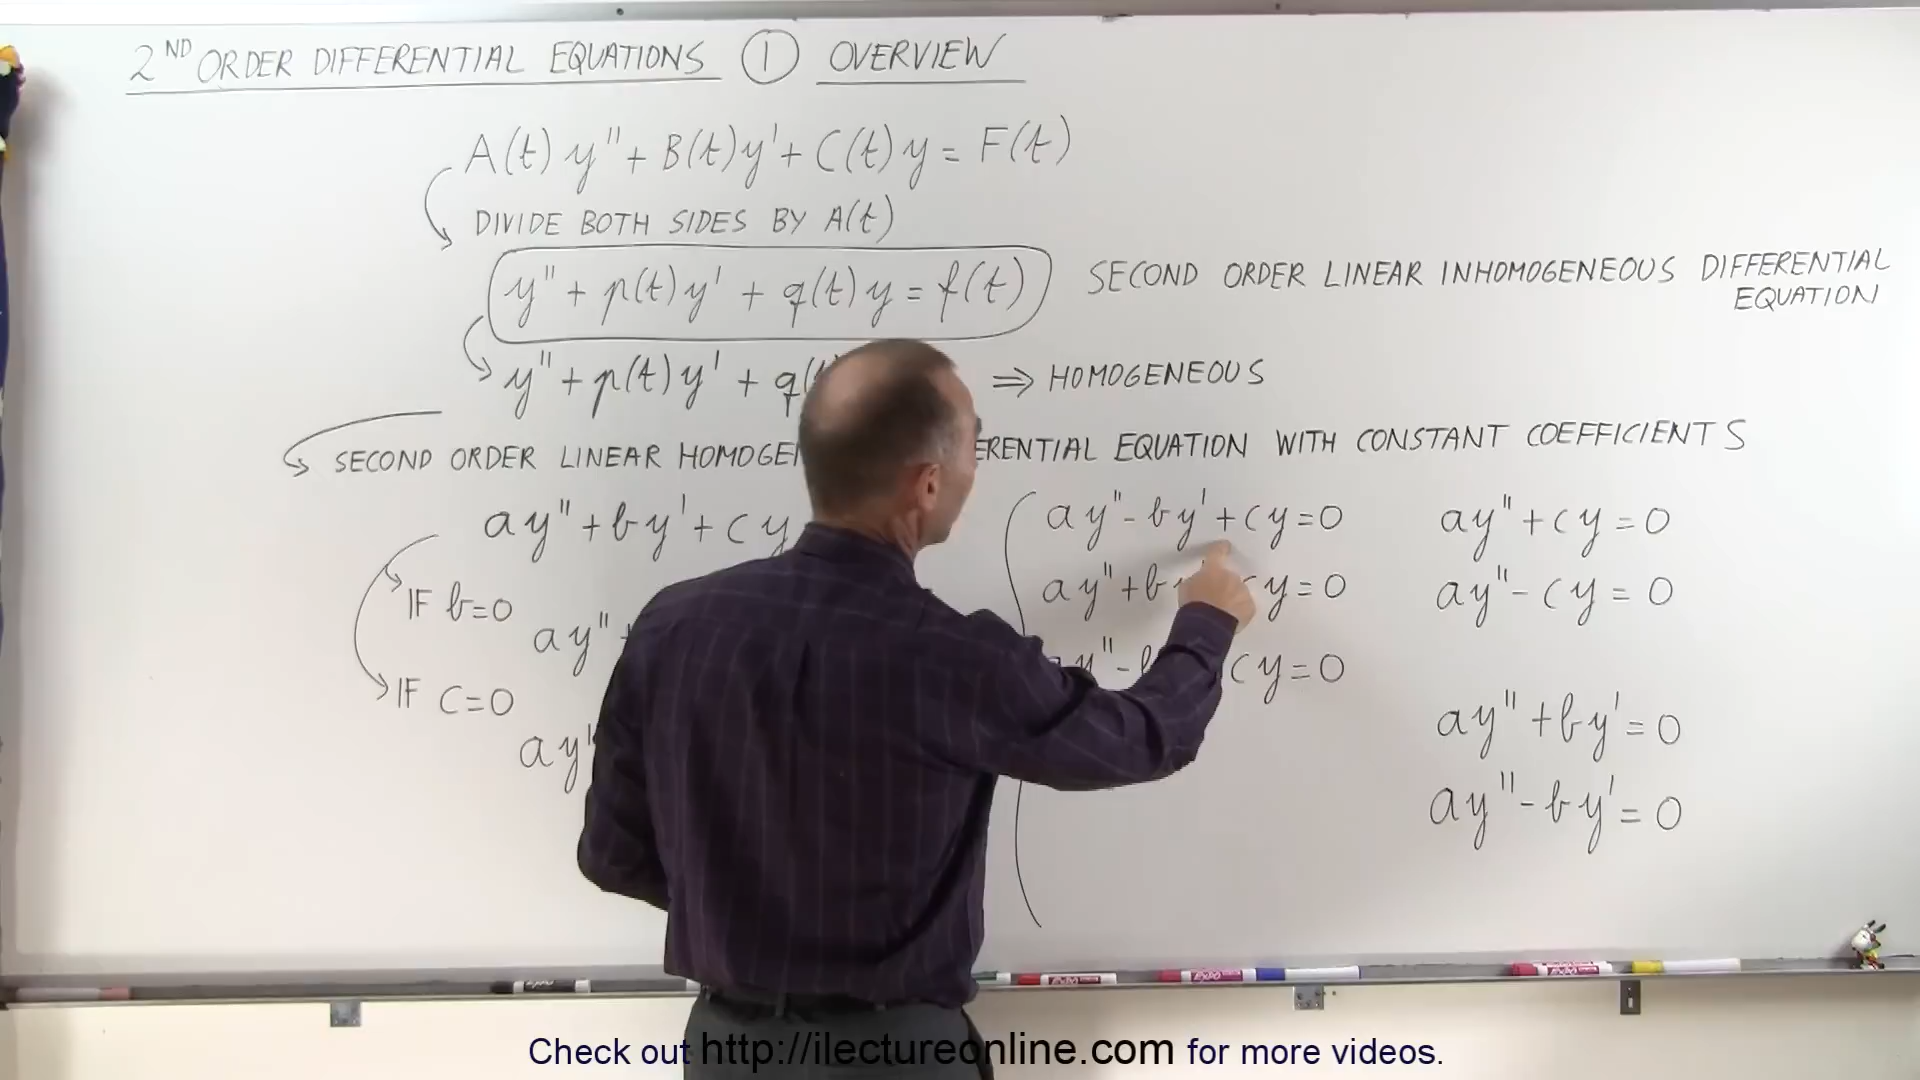 2ND ORDER DIFFERENTIAL EQUATIONS ① OVERVIEW
A(t) y" + B(t) y' + C(t) y = F(t)
DIVIDE BOTH SIDES BY A(t)
y" + p(t) y' + q(t) y = f(t)
SECOND ORDER LINEAR INHOMOGENEOUS DIFFERENTIAL
EQUATION
y" + p(t) y' + q(
⇒ HOMOGENEOUS
SECOND ORDER LINEAR HOMOGEN ERENTIAL EQUATION WITH CONSTANT COEFFICIENTS
ay" + by' + cy
IF b=0
ay" +
IF c=0
ay"
ay" - by' + cy = 0
ay" + b cy = 0
ay" - cy = 0
ay" + cy = 0
ay" - cy = 0
ay" + by' = 0
ay" - by' = 0
Check out http://ilectureonline.com for more videos.